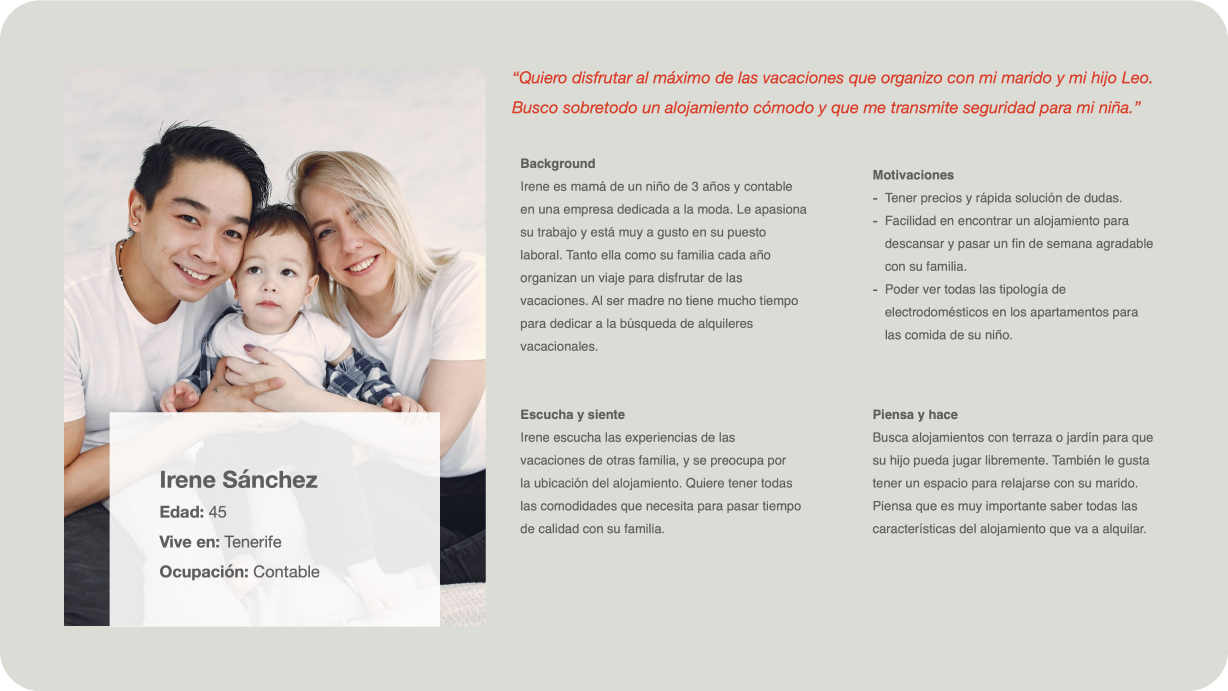 “Quiero disfrutar al máximo de las vacaciones que organizo con mi marido y mi hijo Leo.
Busco sobretodo un alojamiento cómodo y que me transmite seguridad para mi niña.”
Background
Irene es mamá de un niño de 3 años y contable
en una empresa dedicada a la moda. Le apasiona
su trabajo y está muy a gusto en su puesto
laboral. Tanto ella como su familia cada año
organizan un viaje para disfrutar de las
vacaciones. Al ser madre no tiene mucho tiempo
para dedicar a la búsqueda de alquileres
vacacionales.
Motivaciones
- Tener precios y rápida solución de dudas.
- Facilidad en encontrar un alojamiento para
descansar y pasar un fin de semana agradable
con su familia.
- Poder ver todas las tipología de
electrodomésticos en los apartamentos para
las comida de su niño.
Escucha y siente
Irene escucha las experiencias de las
vacaciones de otras familia, y se preocupa por
la ubicación del alojamiento. Quiere tener todas
las comodidades que necesita para pasar tiempo
de calidad con su familia.
Piensa y hace
Busca alojamientos con terraza o jardín para que
su hijo pueda jugar libremente. También le gusta
tener un espacio para relajarse con su marido.
Piensa que es muy importante saber todas las
características del alojamiento que va a alquilar.
Irene Sánchez
Edad: 45
Vive en: Tenerife
Ocupación: Contable